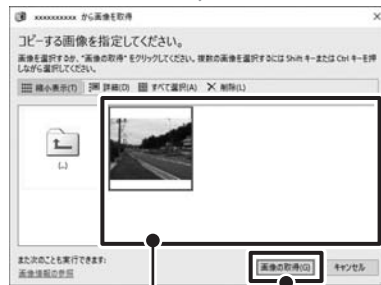 xxxxxxxxxx から画像を取得
コピーする画像を指定してください。
画像を選択するか、"画像の取得" をクリックしてください。複数の画像を選択するには Shift キーまたは Ctrl キーを押
しながら選択してください。
縮小表示(T) 詳細(D) すべて選択(A) 削除(L)
(..)
また次のことも実行できます:
画像情報の参照
画像の取得(G) キャンセル